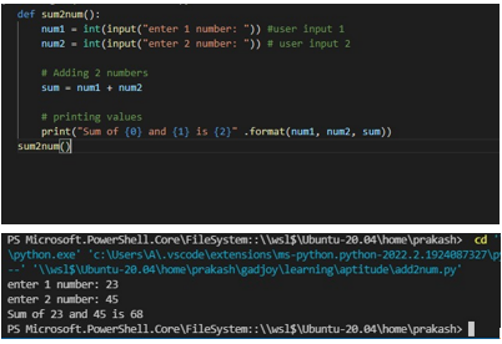 def sum2num():
num1 = int(input("enter 1 number: ")) #user input 1
num2 = int(input("enter 2 number: ")) # user input 2
# Adding 2 numbers
sum = num1 + num2
# printing values
print("Sum of {0} and {1} is {2}" .format(num1, num2, sum))
sum2num()
PS Microsoft.PowerShell.Core\FileSystem::\\wsl$\Ubuntu-20.04\home\prakash> cd '
\python.exe' 'c:\Users\A\.vscode\extensions\ms-python.python-2022.2.1924087327\p
--' '\\wsl$\Ubuntu-20.04\home\prakash\gadjoy\learning\aptitude\add2num.py'
enter 1 number: 23
enter 2 number: 45
Sum of 23 and 45 is 68
PS Microsoft.PowerShell.Core\FileSystem::\\wsl$\Ubuntu-20.04\home\prakash>